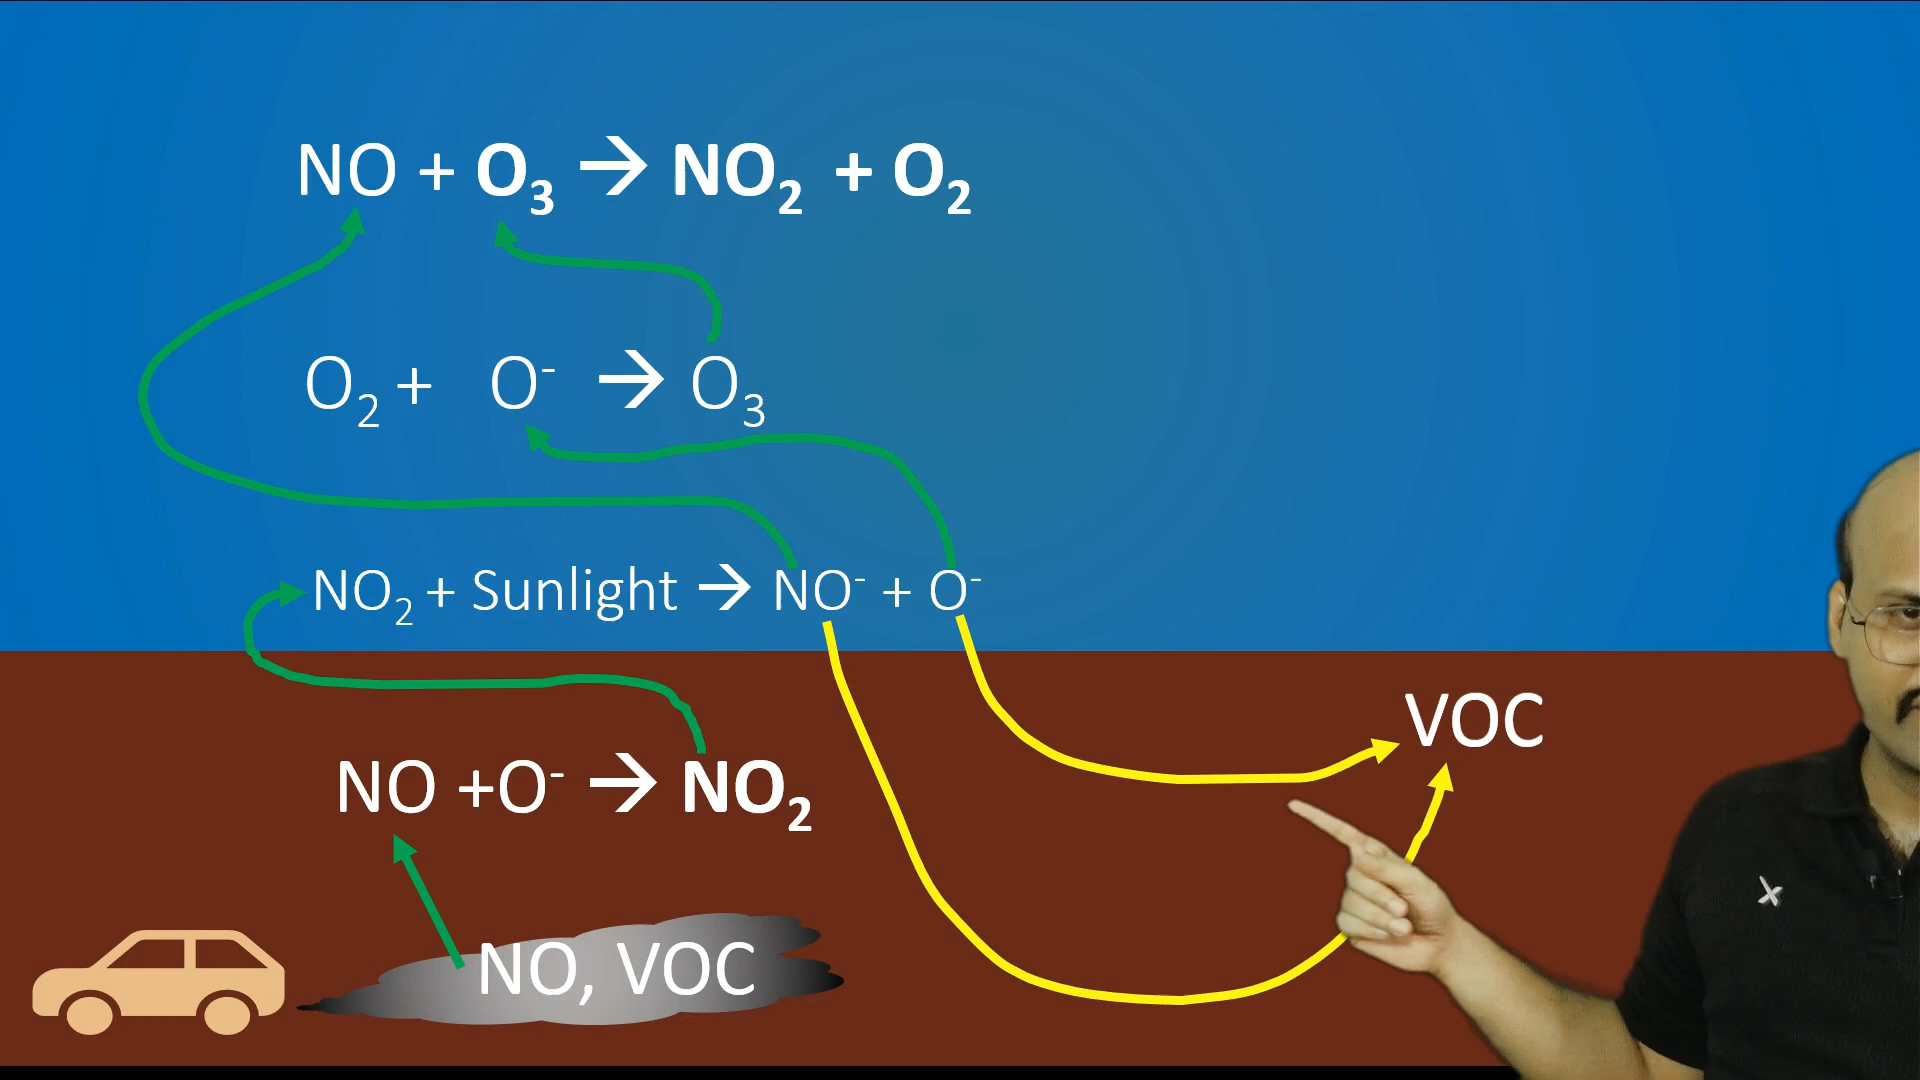 NO + O₃ → NO₂ + O₂
O₂ + O⁻ → O₃
NO₂ + Sunlight → NO⁻ + O⁻
VOC
NO +O⁻ → NO₂
NO, VOC